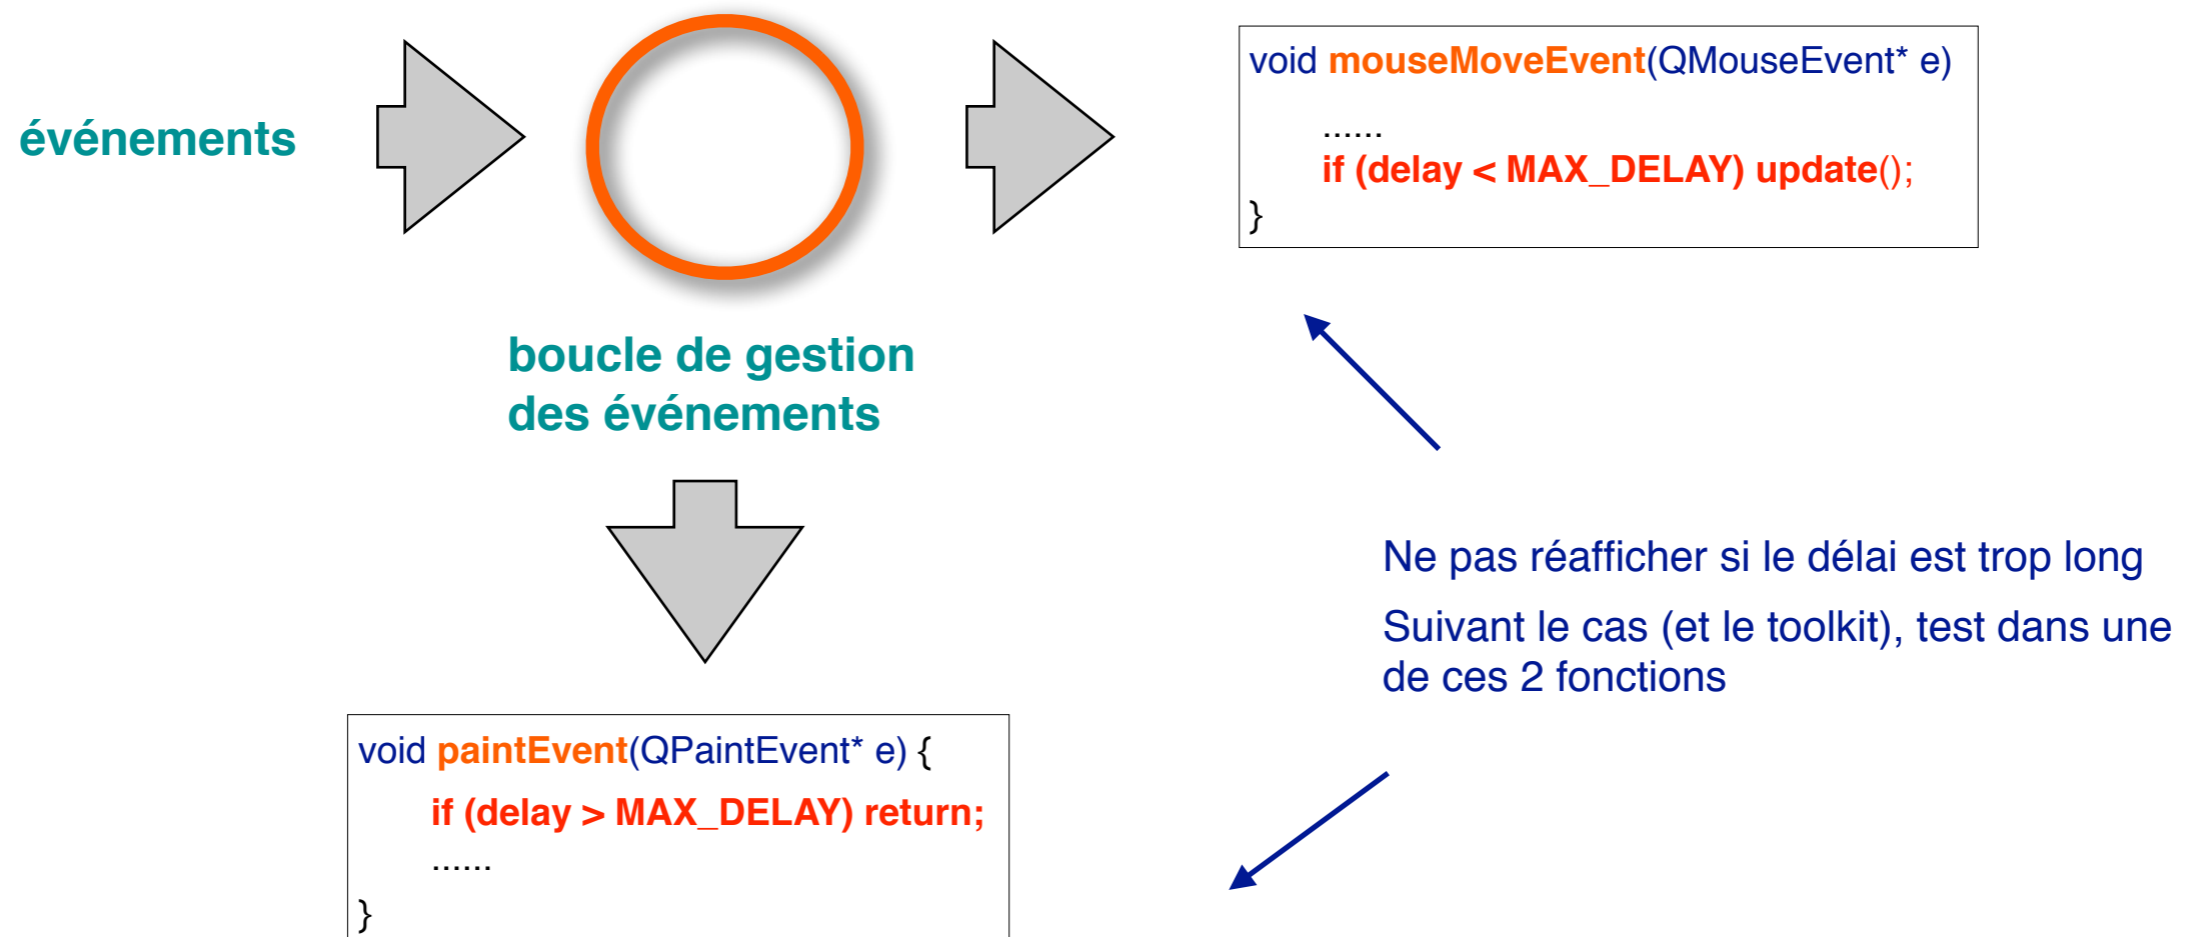 événements
boucle de gestion
des événements
void mouseMoveEvent(QMouseEvent* e)
......
if (delay < MAX_DELAY) update();
}
Ne pas réafficher si le délai est trop long
Suivant le cas (et le toolkit), test dans une
de ces 2 fonctions
void paintEvent(QPaintEvent* e) {
if (delay > MAX_DELAY) return;
......
}